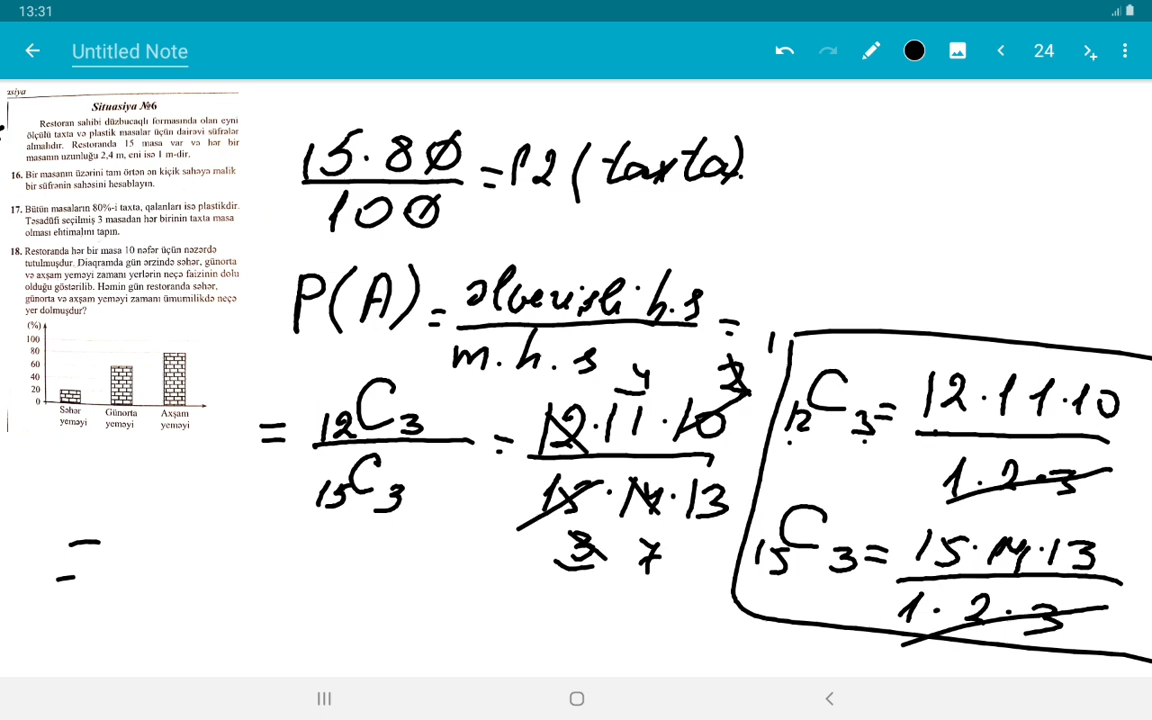 13:31
Untitled Note
24
Situasiya №6
Restoran sahibi düzbucaqlı formasında olan eyni
ölçülü taxta və plastik masalar üçün dairəvi süfrələr
almalıdır. Restoranda 15 masa var və hər bir
masanın uzunluğu 2,4 m, eni isə 1 m-dir.
16. Bir masanın üzərini tam örtən ən kiçik sahəyə malik
bir süfrənin sahəsini hesablayın.
17. Bütün masaların 80%-i taxta, qalanları isə plastikdir.
Təsadüfi seçilmiş 3 masadan hər birinin taxta masa
olması ehtimalını tapın.
18. Restoranda hər bir masa 10 nəfər üçün nəzərdə
tutulmuşdur. Diaqramda gün ərzində səhər, günorta
və axşam yeməyi zamanı yerlərin neçə faizinin dolu
olduğu göstərilib. Həmin gün restoranda səhər,
günorta və axşam yeməyi zamanı ümumilikdə neçə
yer dolmuşdur?
(%)
100
80
60
40
20
0
Səhər yeməyi
Günorta yeməyi
Axşam yeməyi
15·80
100
=12 (taxta)
P(A) = əlverişli h.s =
m.h.s
= 12C3 = 12·11·10
15C3 15·14·13
4 2
3 7
12C3 = 12·11·10
1·2·3
15C3 = 15·14·13
1·2·3
=